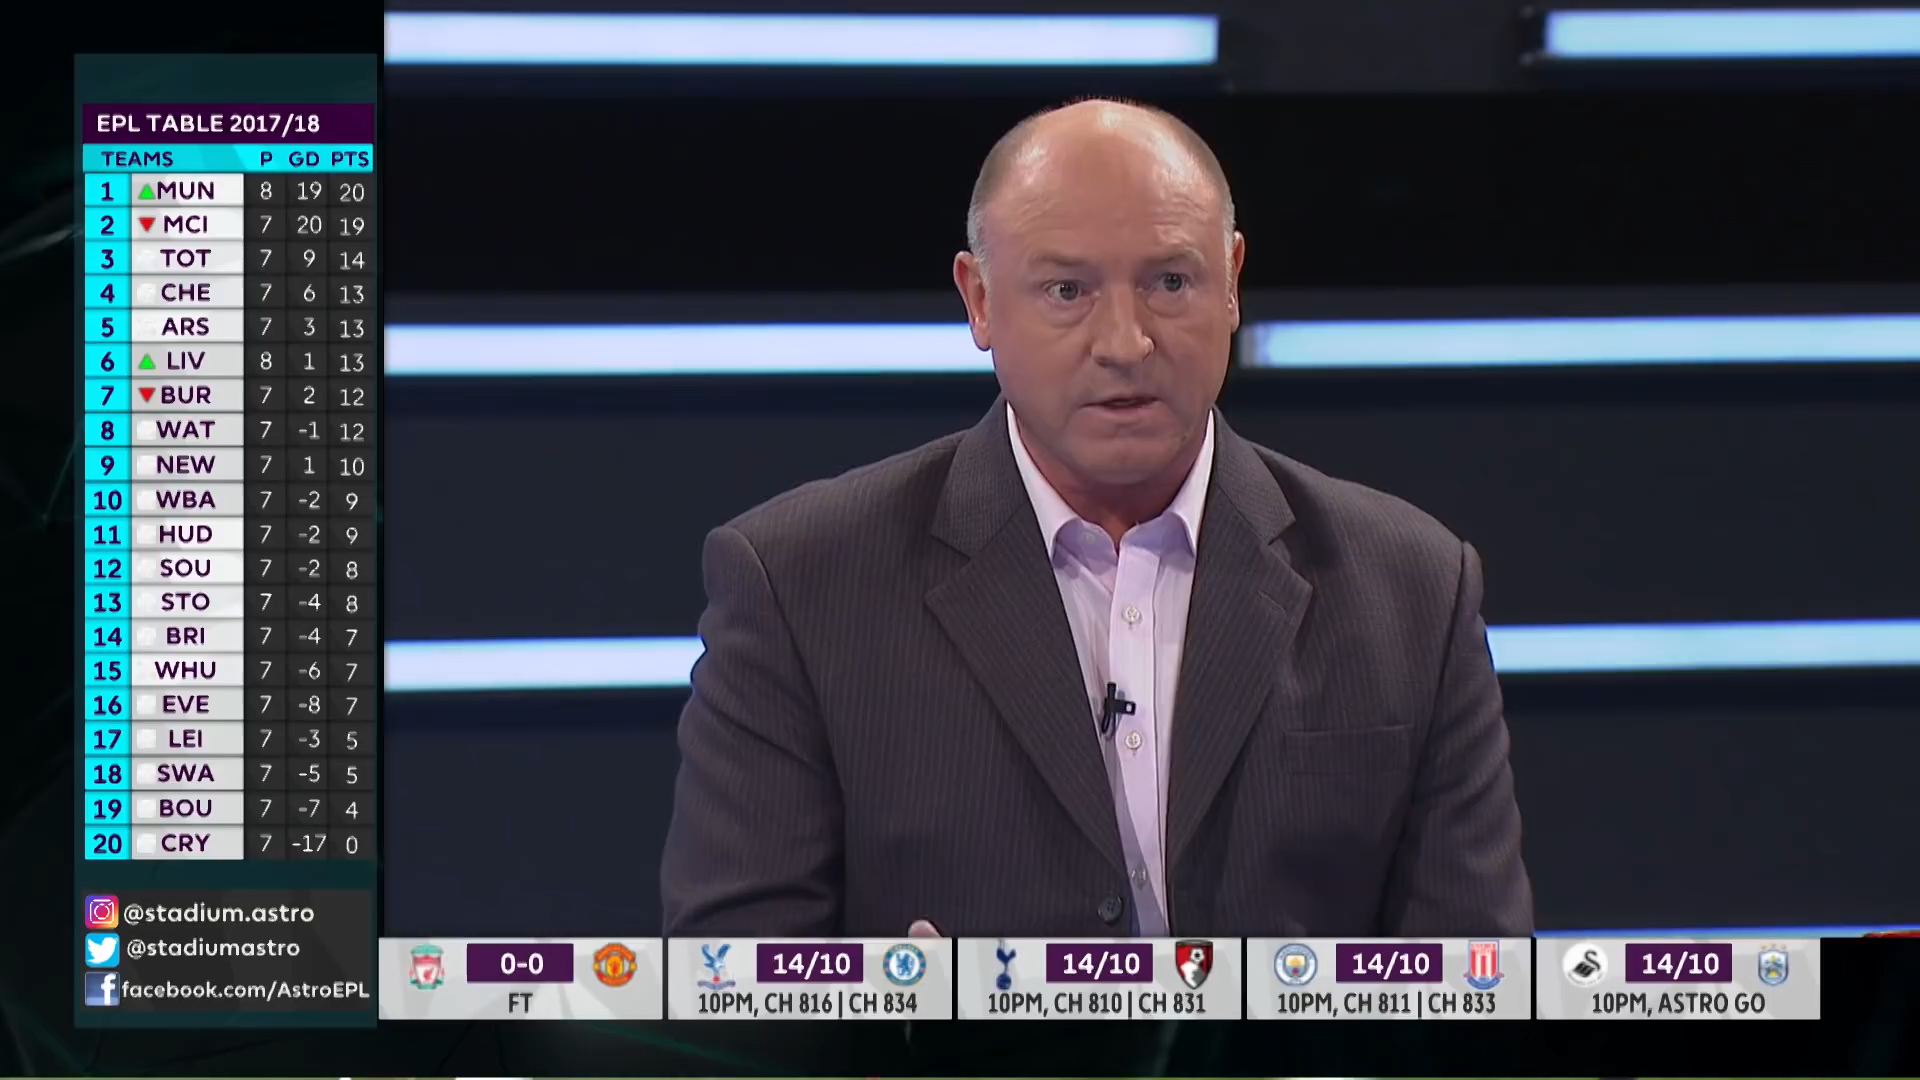 EPL TABLE 2017/18
TEAMS P GD PTS
1 MUN 8 19 20
2 MCI 7 20 19
3 TOT 7 9 14
4 CHE 7 6 13
5 ARS 7 3 13
6 LIV 8 1 13
7 BUR 7 2 12
8 WAT 7 -1 12
9 NEW 7 1 10
10 WBA 7 -2 9
11 HUD 7 -2 9
12 SOU 7 -2 8
13 STO 7 -4 8
14 BRI 7 -4 7
15 WHU 7 -6 7
16 EVE 7 -8 7
17 LEI 7 -3 5
18 SWA 7 -5 5
19 BOU 7 -7 4
20 CRY 7 -17 0
@stadium.astro
@stadiumastro
facebook.com/AstroEPL
0-0
FT
14/10
10PM, CH 816 | CH 834
14/10
10PM, CH 810 | CH 831
14/10
10PM, CH 811 | CH 833
14/10
10PM, ASTRO GO